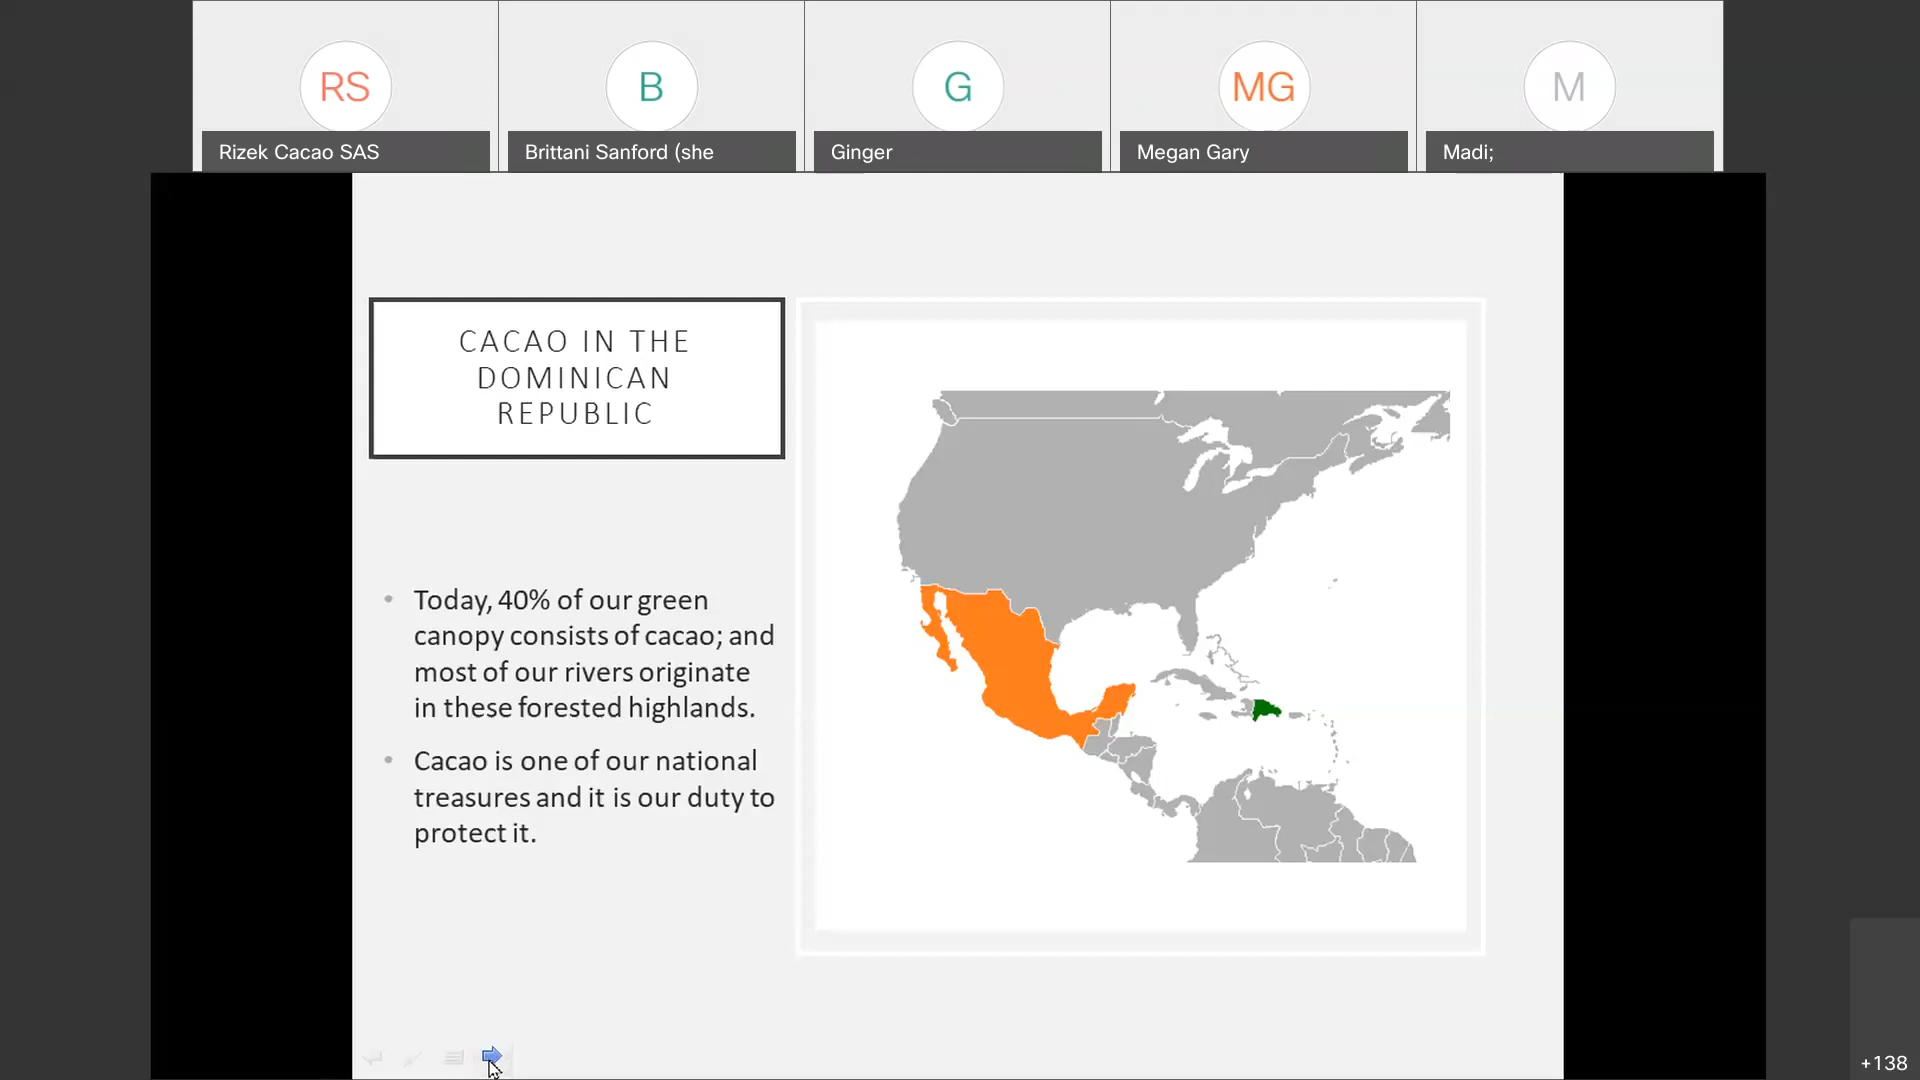 RS
B
G
MG
M
Rizek Cacao SAS
Brittani Sanford (she
Ginger
Megan Gary
Madi;
CACAO IN THE
DOMINICAN
REPUBLIC
• Today, 40% of our green
canopy consists of cacao; and
most of our rivers originate
in these forested highlands.
• Cacao is one of our national
treasures and it is our duty to
protect it.
+138